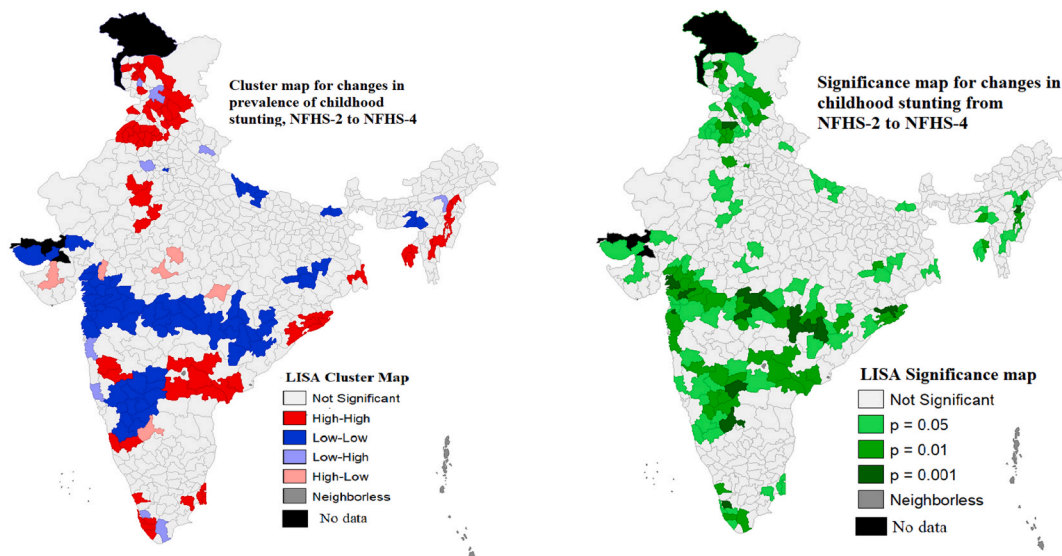 Cluster map for changes in
prevalence of childhood
stunting, NFHS-2 to NFHS-4
LISA Cluster Map
Not Significant
High-High
Low-Low
Low-High
High-Low
Neighborless
No data
Significance map for changes in
childhood stunting from
NFHS-2 to NFHS-4
LISA Significance map
Not Significant
p = 0.05
p = 0.01
p = 0.001
Neighborless
No data